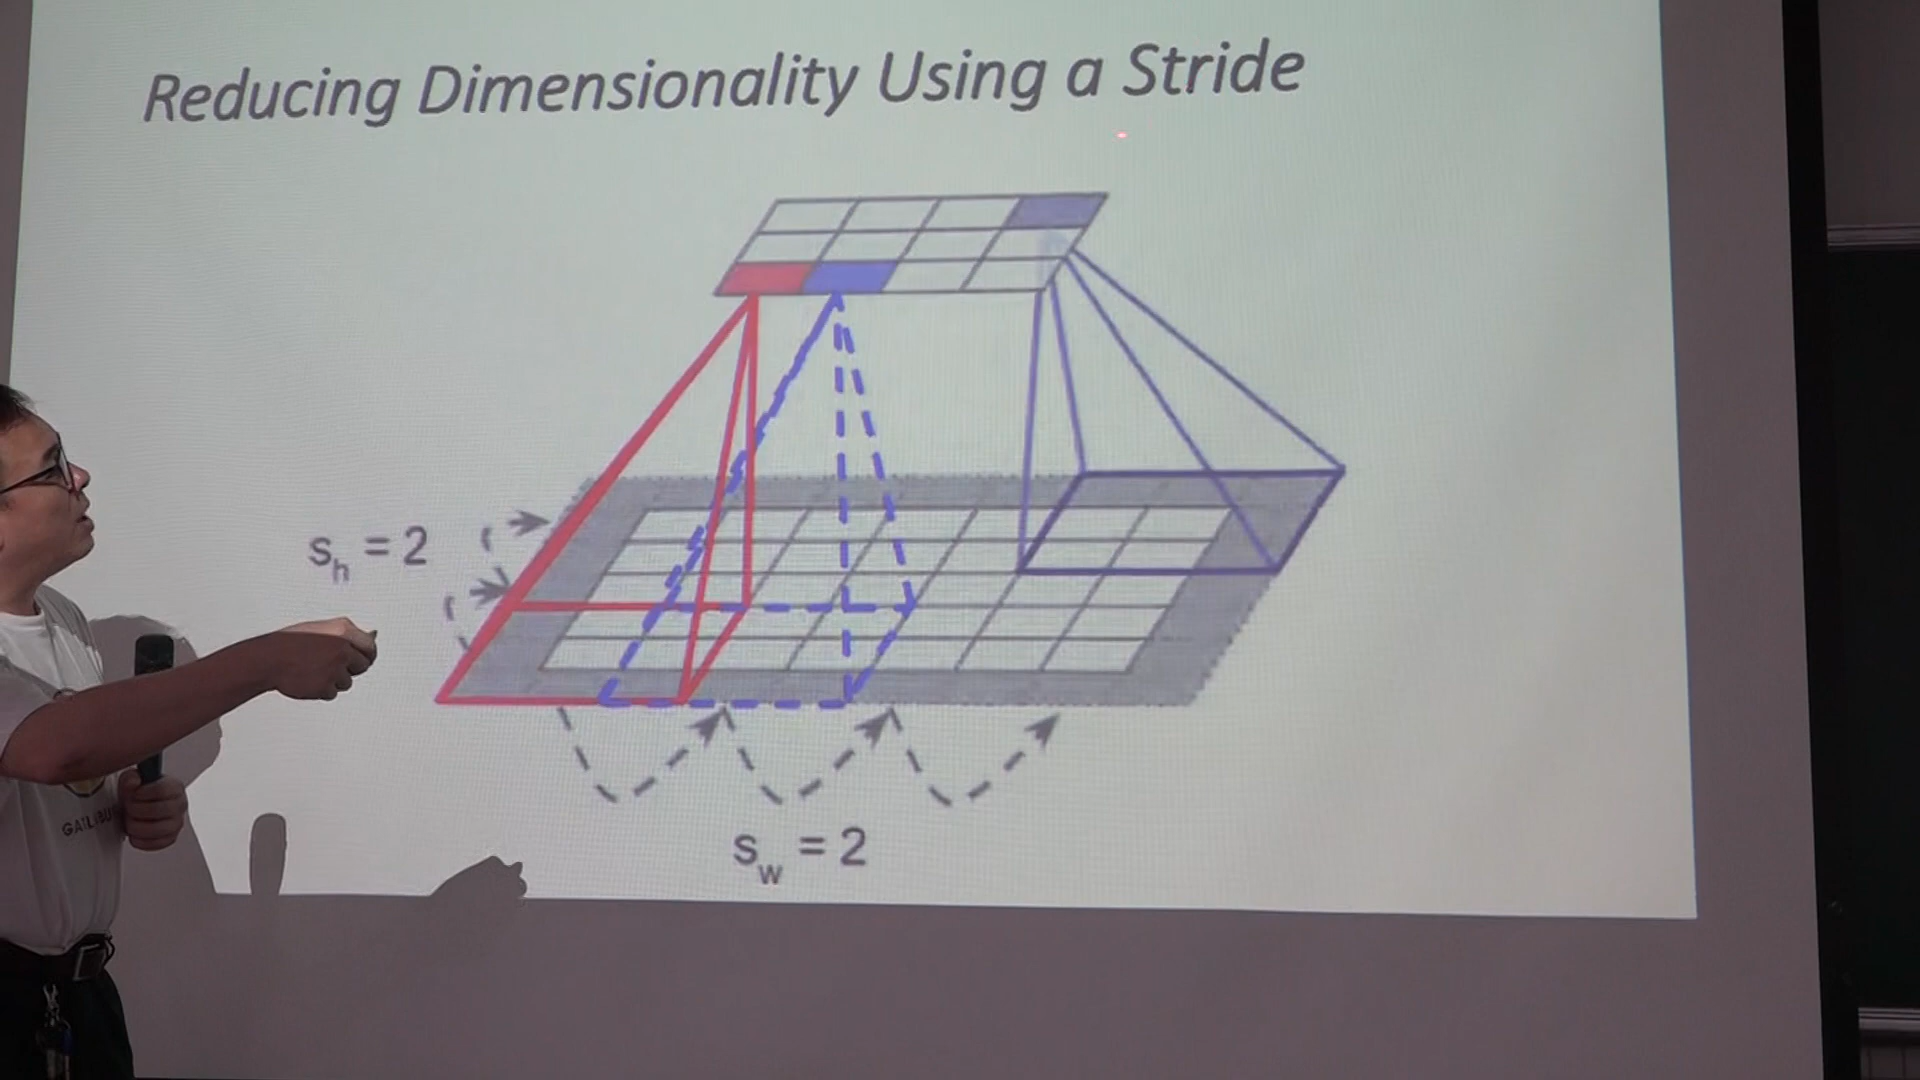 Reducing Dimensionality Using a Stride
s_h = 2
s_w = 2